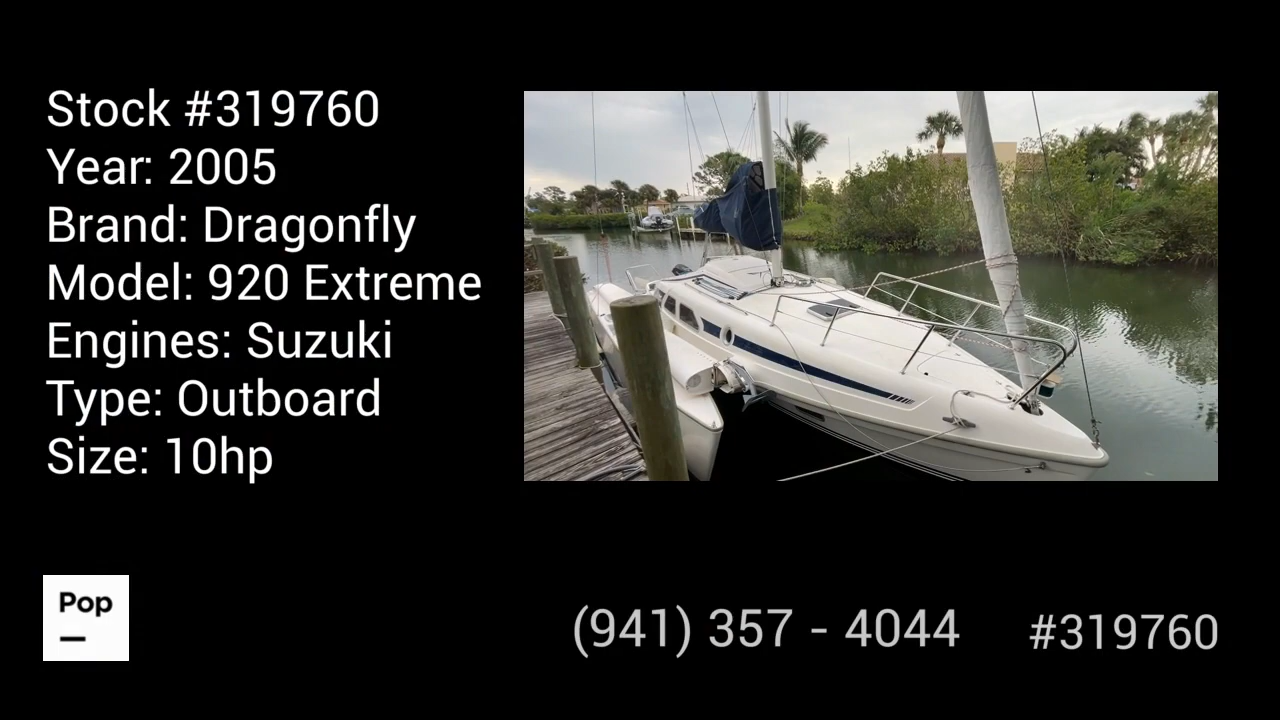 Stock #319760
Year: 2005
Brand: Dragonfly
Model: 920 Extreme
Engines: Suzuki
Type: Outboard
Size: 10hp
Pop
(941) 357 - 4044
#319760